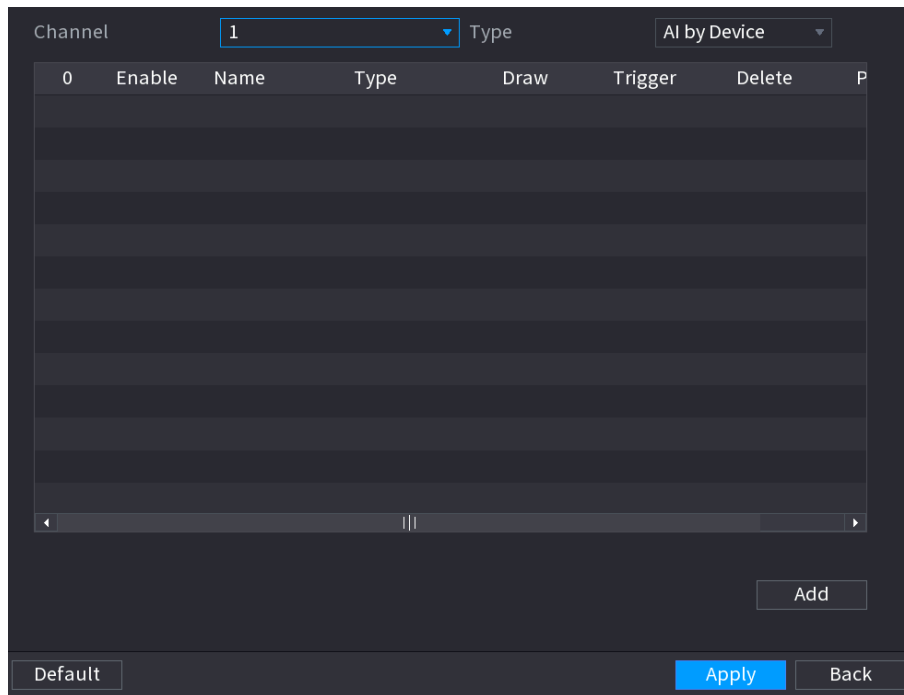 Channel 1 Type AI by Device
0 Enable Name Type Draw Trigger Delete P
Add
Default Apply Back